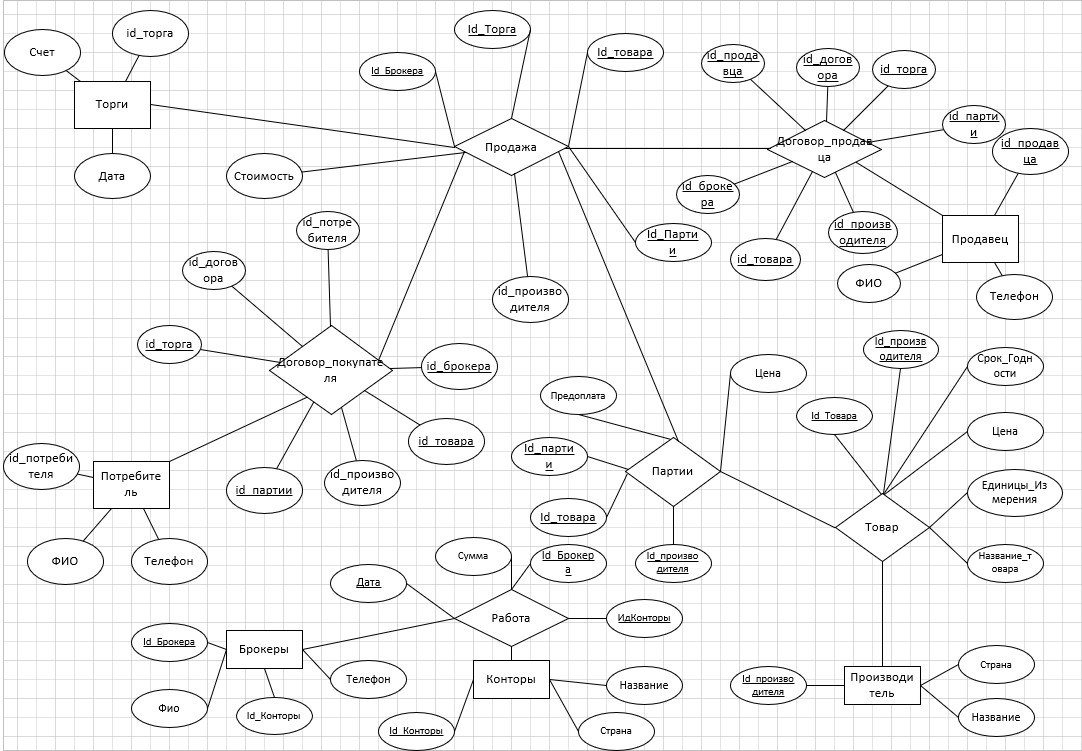 Счет
id_торга
Торги
Дата
Id_Торга
Id_товара
Id_Брокера
Продажа
Стоимость
Id_Парти
и
id_произво
дителя
id_прода
вца
id_догов
ора
id_торга
id_парти
и
id_продав
ца
Договор_продав
ца
id_броке
ра
id_товара
id_произв
одителя
Продавец
ФИО
Телефон
id_потре
бителя
id_догов
ора
id_торга
Договор_покупате
ля
id_брокера
id_товара
id_произво
дителя
id_партии
id_потреби
теля
Потребите
ль
ФИО
Телефон
Предоплата
Цена
Id_парти
и
Партии
Id_товара
Id_произво
дителя
Id_произв
одителя
Срок_Годн
ости
Id_Товара
Цена
Единицы_Из
мерения
Товар
Название_т
овара
Сумма
Id_Брокер
а
Дата
Работа
ИдКонторы
Id_Брокера
Брокеры
Телефон
Фио
Id_Конторы
Конторы
Название
Id_Конторы
Страна
Id_произво
дителя
Производи
тель
Страна
Название